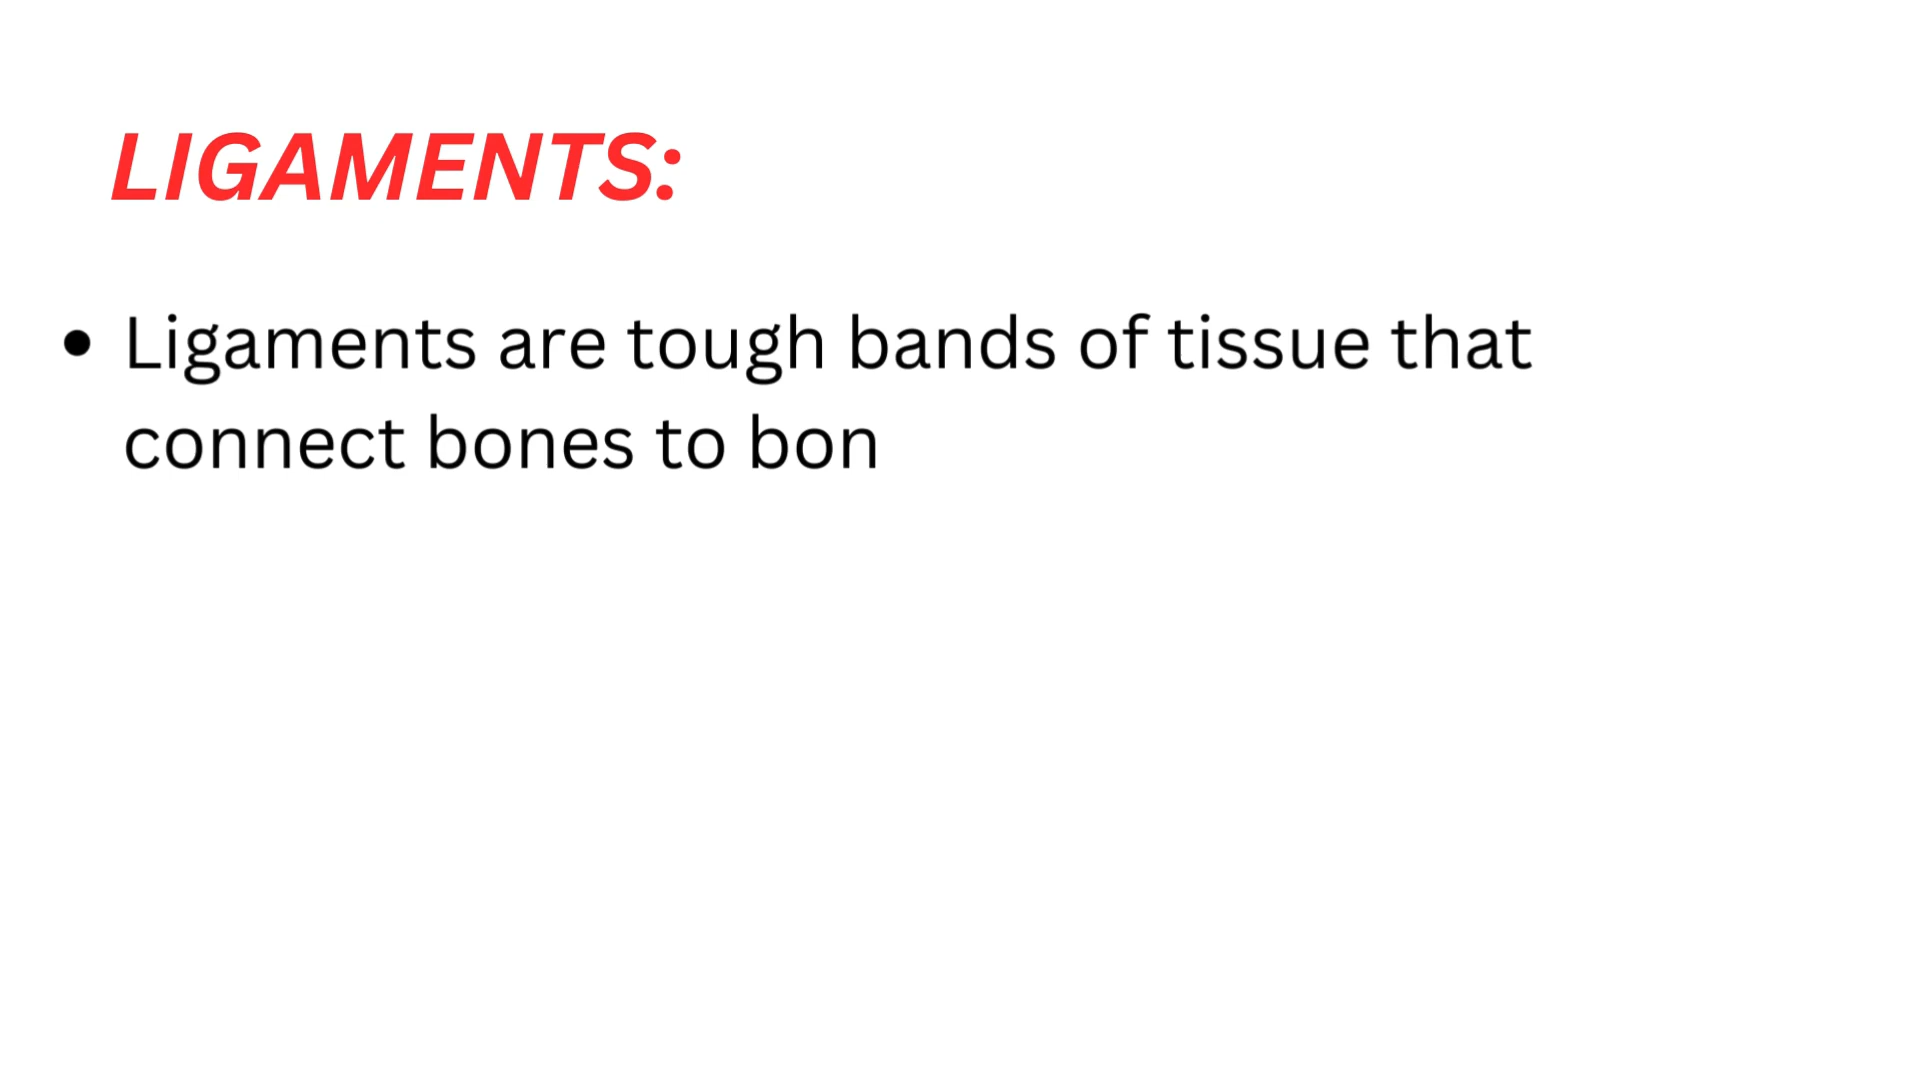 LIGAMENTS:
• Ligaments are tough bands of tissue that
connect bones to bon